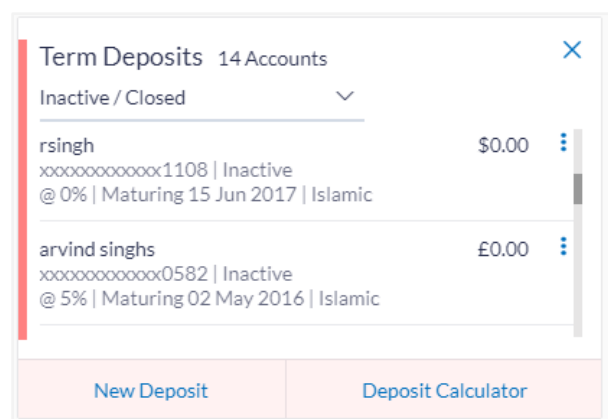 Term Deposits 14 Accounts
Inactive / Closed
rsingh $0.00
xxxxxxxxxxxx1108 | Inactive
@ 0% | Maturing 15 Jun 2017 | Islamic
arvind singhs £0.00
xxxxxxxxxxxx0582 | Inactive
@ 5% | Maturing 02 May 2016 | Islamic
New Deposit Deposit Calculator